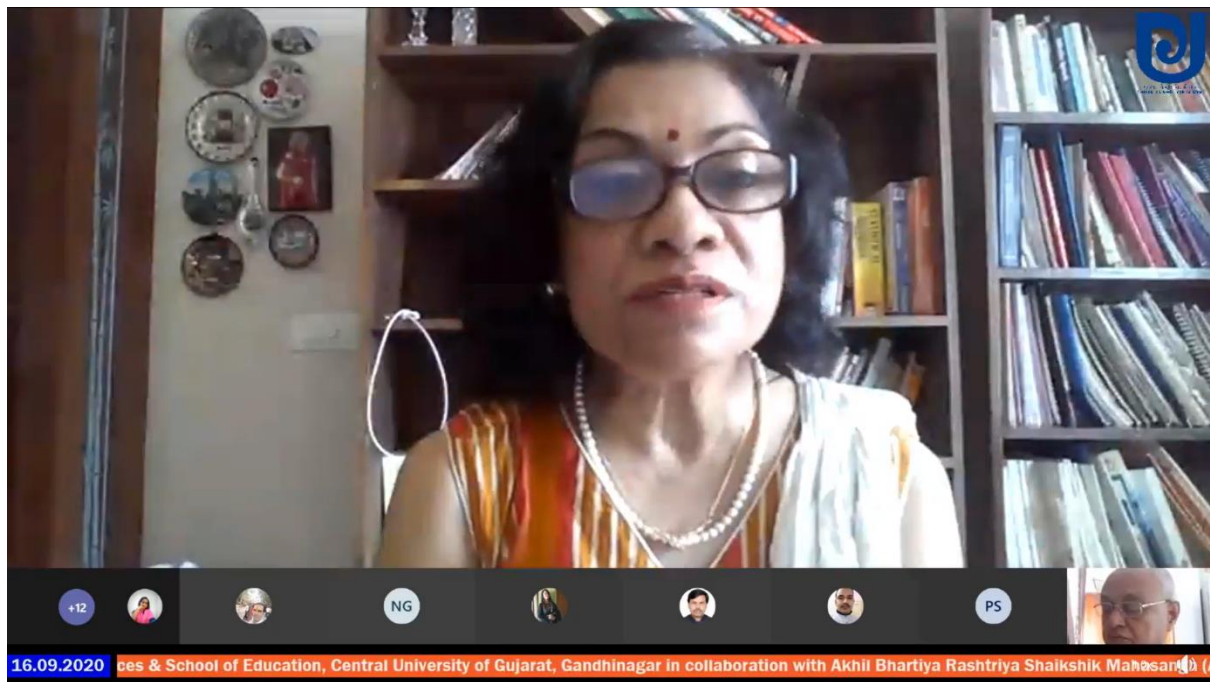 +12
NG
PS
16.09.2020 ces & School of Education, Central University of Gujarat, Gandhinagar in collaboration with Akhil Bhartiya Rashtriya Shaikshik Mahasangh (A